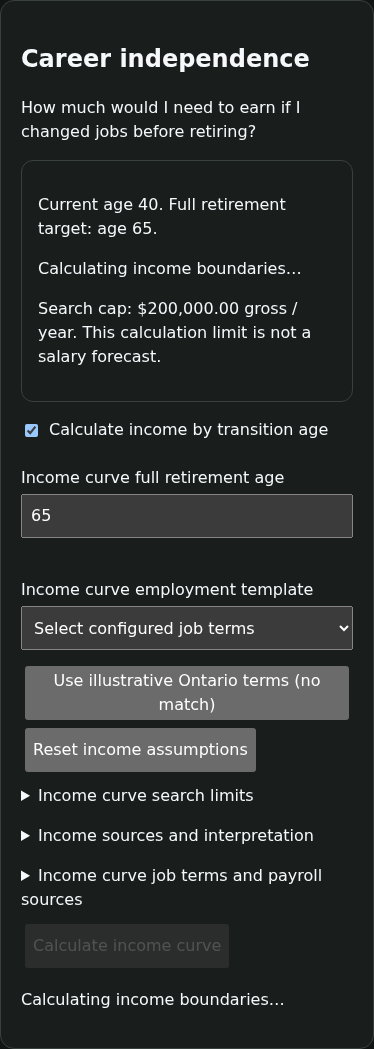 Career independence
How much would I need to earn if I
changed jobs before retiring?
Current age 40. Full retirement
target: age 65.
Calculating income boundaries...
Search cap: $200,000.00 gross /
year. This calculation limit is not a
salary forecast.
Calculate income by transition age
Income curve full retirement age
65
Income curve employment template
Select configured job terms
Use illustrative Ontario terms (no
match)
Reset income assumptions
Income curve search limits
Income sources and interpretation
Income curve job terms and payroll
sources
Calculate income curve
Calculating income boundaries...